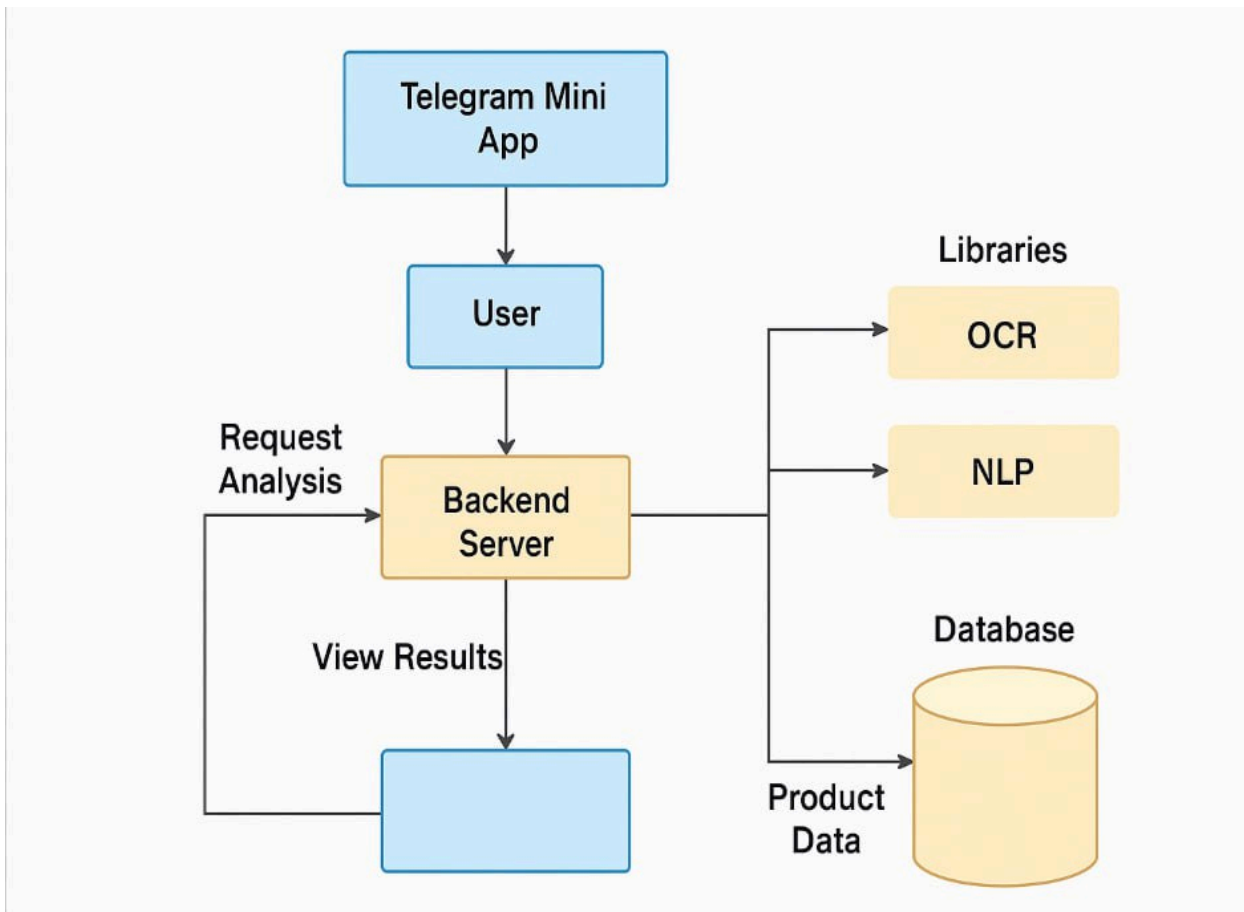 Telegram Mini
App
User
Libraries
OCR
Request
Analysis
NLP
Backend
Server
Database
View Results
Product
Data